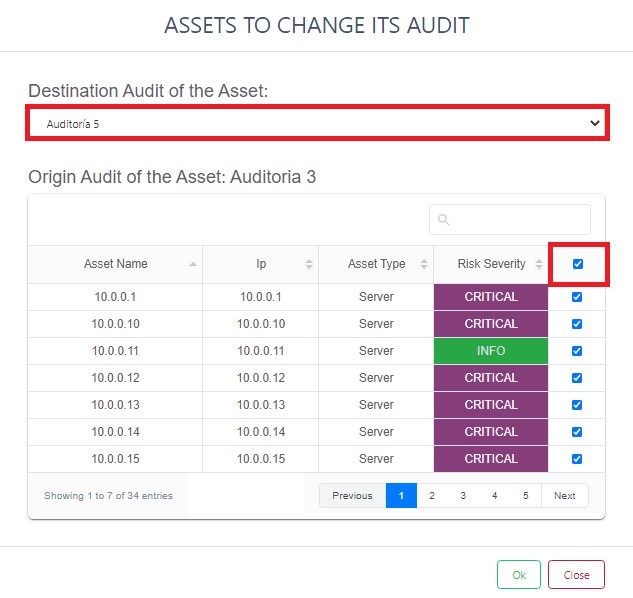 ASSETS TO CHANGE ITS AUDIT
Destination Audit of the Asset:
Auditoría 5
Origin Audit of the Asset: Auditoria 3
Asset Name Ip Asset Type Risk Severity
10.0.0.1 10.0.0.1 Server CRITICAL
10.0.0.10 10.0.0.10 Server CRITICAL
10.0.0.11 10.0.0.11 Server INFO
10.0.0.12 10.0.0.12 Server CRITICAL
10.0.0.13 10.0.0.13 Server CRITICAL
10.0.0.14 10.0.0.14 Server CRITICAL
10.0.0.15 10.0.0.15 Server CRITICAL
Showing 1 to 7 of 34 entries Previous 1 2 3 4 5 Next
Ok Close